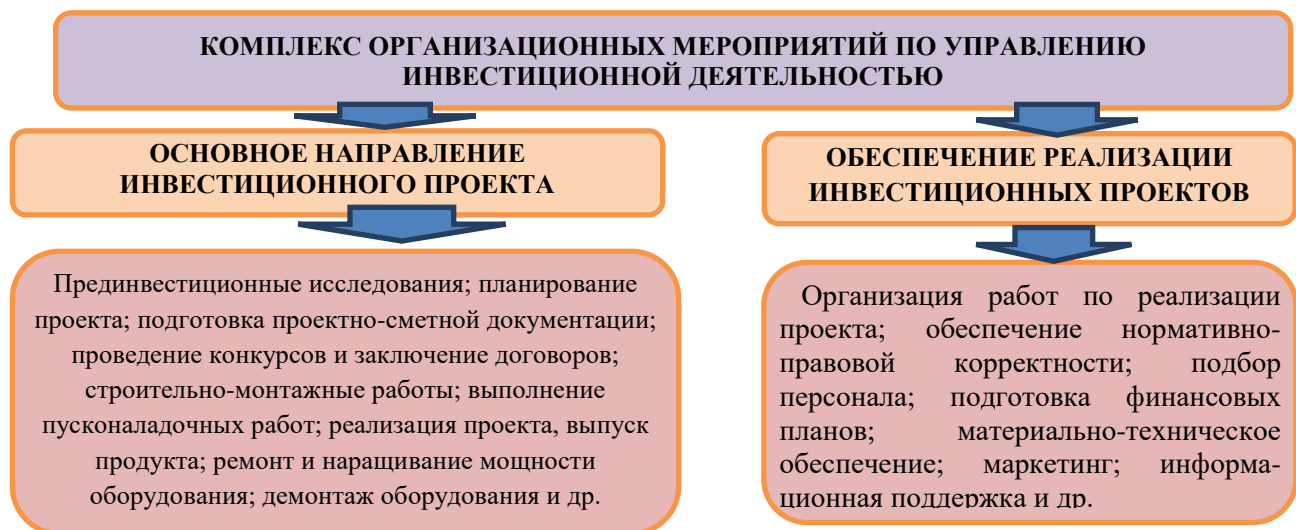 КОМПЛЕКС ОРГАНИЗАЦИОННЫХ МЕРОПРИЯТИЙ ПО УПРАВЛЕНИЮ
ИНВЕСТИЦИОННОЙ ДЕЯТЕЛЬНОСТЬЮ
ОСНОВНОЕ НАПРАВЛЕНИЕ
ИНВЕСТИЦИОННОГО ПРОЕКТА
Прединвестиционные исследования; планирование
проекта; подготовка проектно-сметной документации;
проведение конкурсов и заключение договоров;
строительно-монтажные работы; выполнение
пусконаладочных работ; реализация проекта, выпуск
продукта; ремонт и наращивание мощности
оборудования; демонтаж оборудования и др.
ОБЕСПЕЧЕНИЕ РЕАЛИЗАЦИИ
ИНВЕСТИЦИОННЫХ ПРОЕКТОВ
Организация работ по реализации
проекта; обеспечение нормативно-
правовой корректности; подбор
персонала; подготовка финансовых
планов; материально-техническое
обеспечение; маркетинг; информа-
ционная поддержка и др.